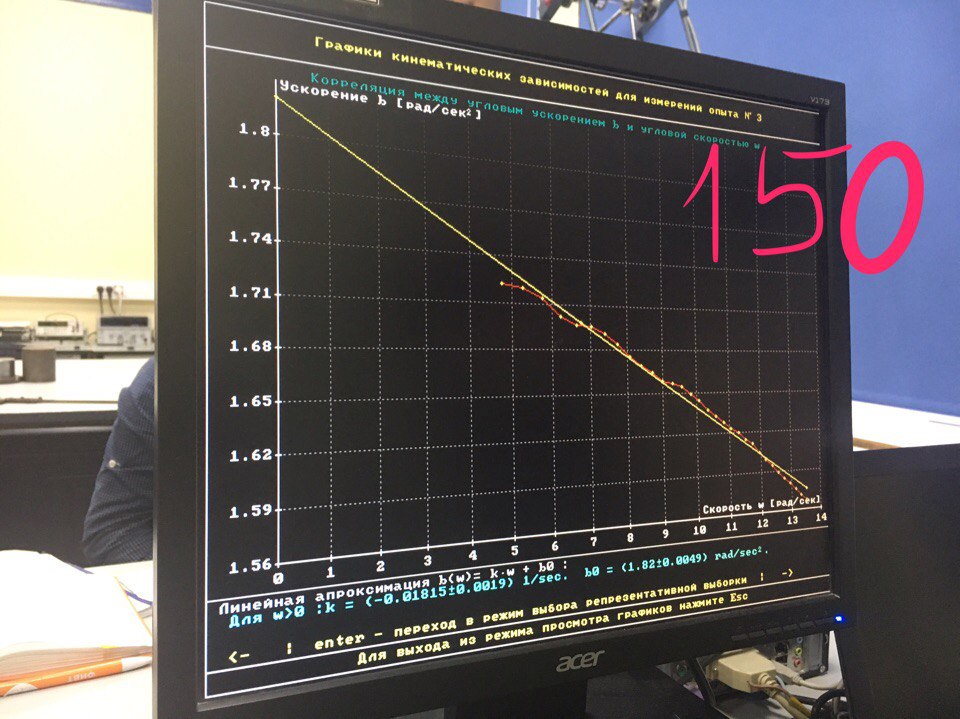 V173
Графики кинематических зависимостей для измерений опыта № 3
Корреляция между угловым ускорением b и угловой скоростью w
Ускорение b [рад/сек²]
150
1.8
1.77
1.74
1.71
1.68
1.65
1.62
1.59
1.56
Скорость w [рад/сек]
0 1 2 3 4 5 6 7 8 9 10 11 12 13 14
Линейная апроксимация b(w)= k·w + b0 :
Для w>0 :k = (-0.01815±0.0019) 1/sec. b0 = (1.82±0.0049) rad/sec².
<- ¦ enter - переход в режим выбора репрезентативной выборки ¦ ->
Для выхода из режима просмотра графиков нажмите Esc
acer